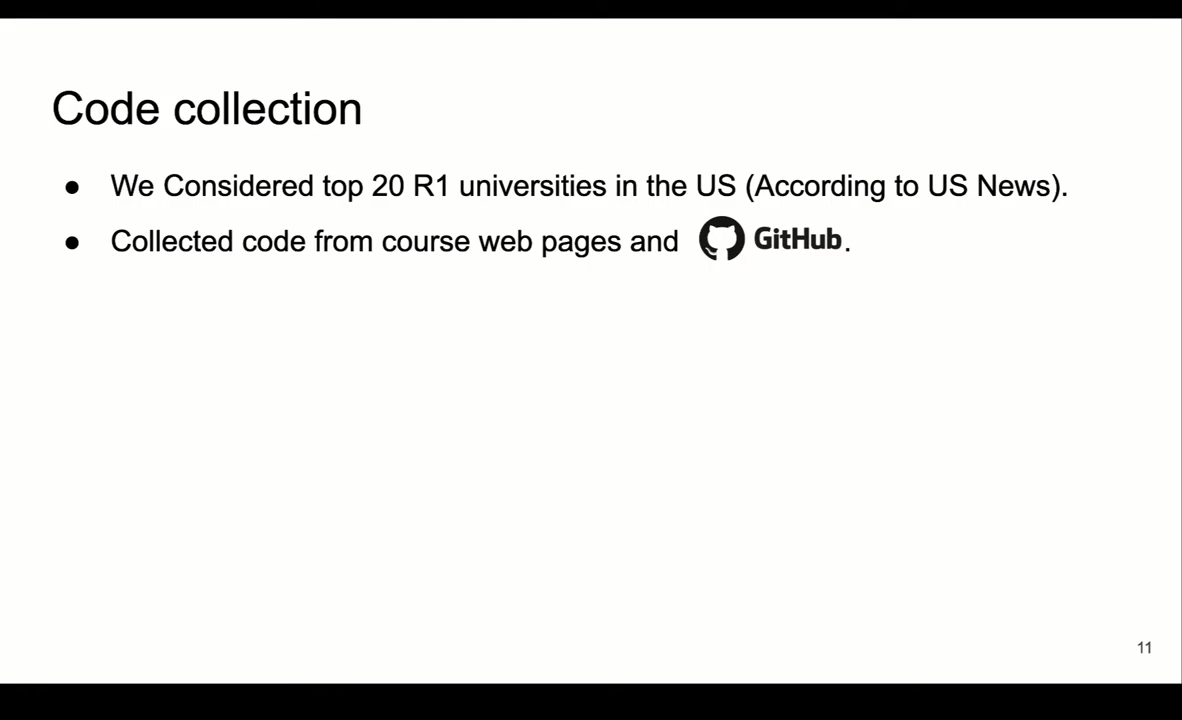 Code collection
● We Considered top 20 R1 universities in the US (According to US News).
● Collected code from course web pages and GitHub.
11